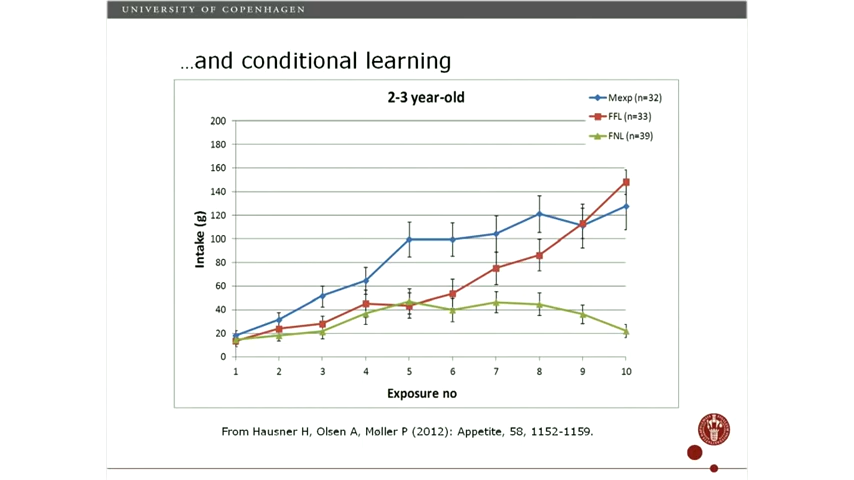 UNIVERSITY OF COPENHAGEN
...and conditional learning
2-3 year-old
Mexp (n=32)
FFL (n=33)
FNL (n=39)
200
180
160
140
120
100
80
60
40
20
0
Intake (g)
1 2 3 4 5 6 7 8 9 10
Exposure no
From Hausner H, Olsen A, Møller P (2012): Appetite, 58, 1152-1159.